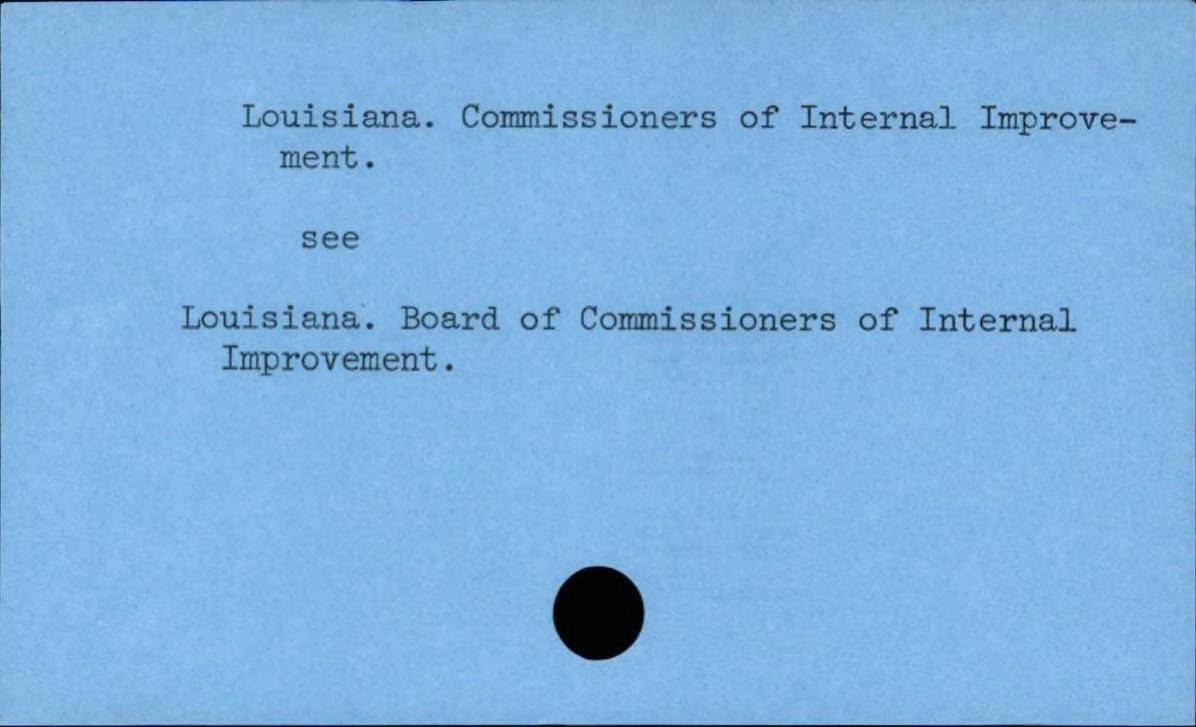 Louisiana. Commissioners of Internal Improve-
ment.
see
Louisiana. Board of Commissioners of Internal
Improvement.